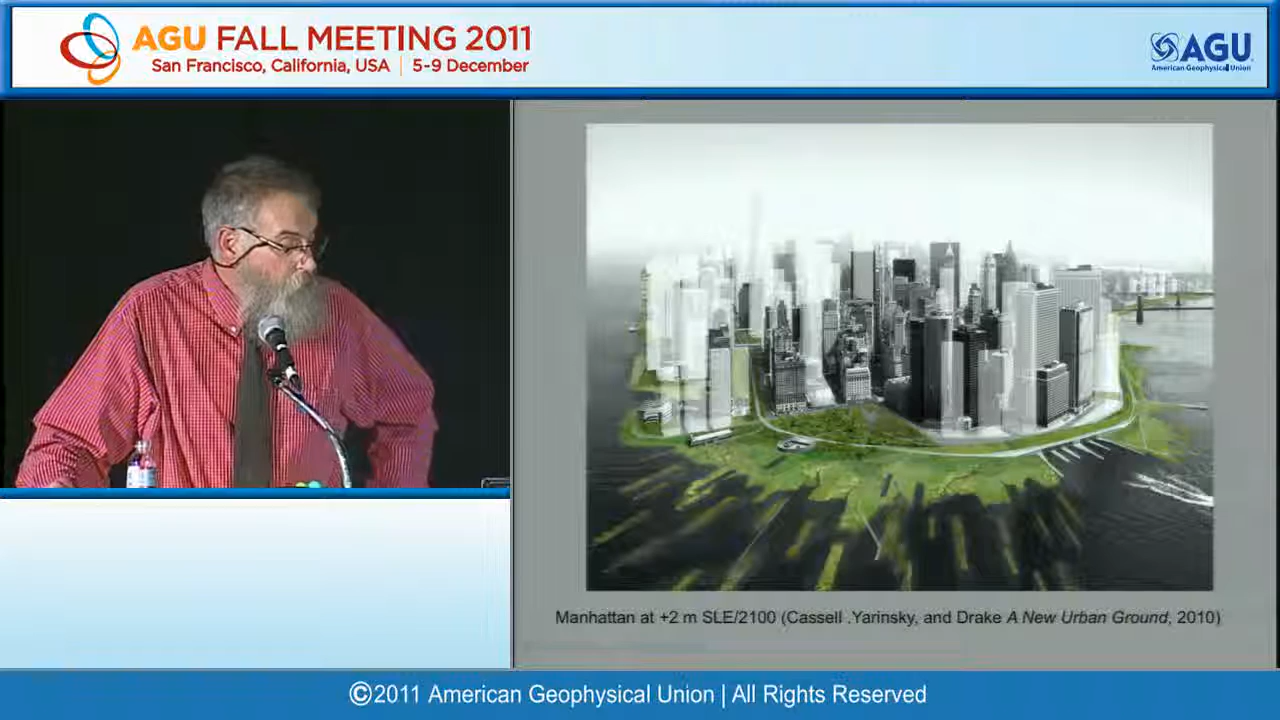 AGU FALL MEETING 2011
San Francisco, California, USA | 5-9 December
AGU
American Geophysical Union
Manhattan at +2 m SLE/2100 (Cassell .Yarinsky, and Drake A New Urban Ground, 2010)
©2011 American Geophysical Union | All Rights Reserved